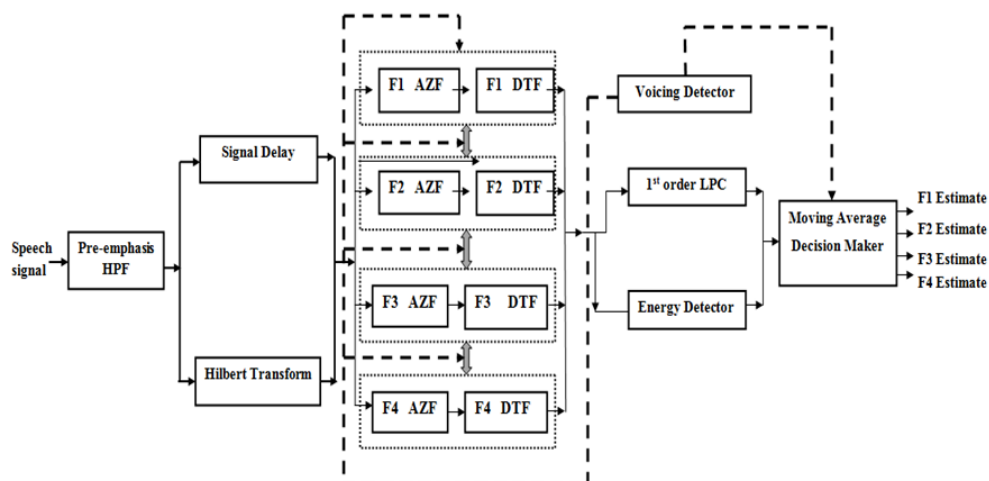 Speech
signal
Pre-emphasis
HPF
Signal Delay
Hilbert Transform
F1 AZF
F1 DTF
F2 AZF
F2 DTF
F3 AZF
F3 DTF
F4 AZF
F4 DTF
Voicing Detector
1st order LPC
Energy Detector
Moving Average
Decision Maker
F1 Estimate
F2 Estimate
F3 Estimate
F4 Estimate